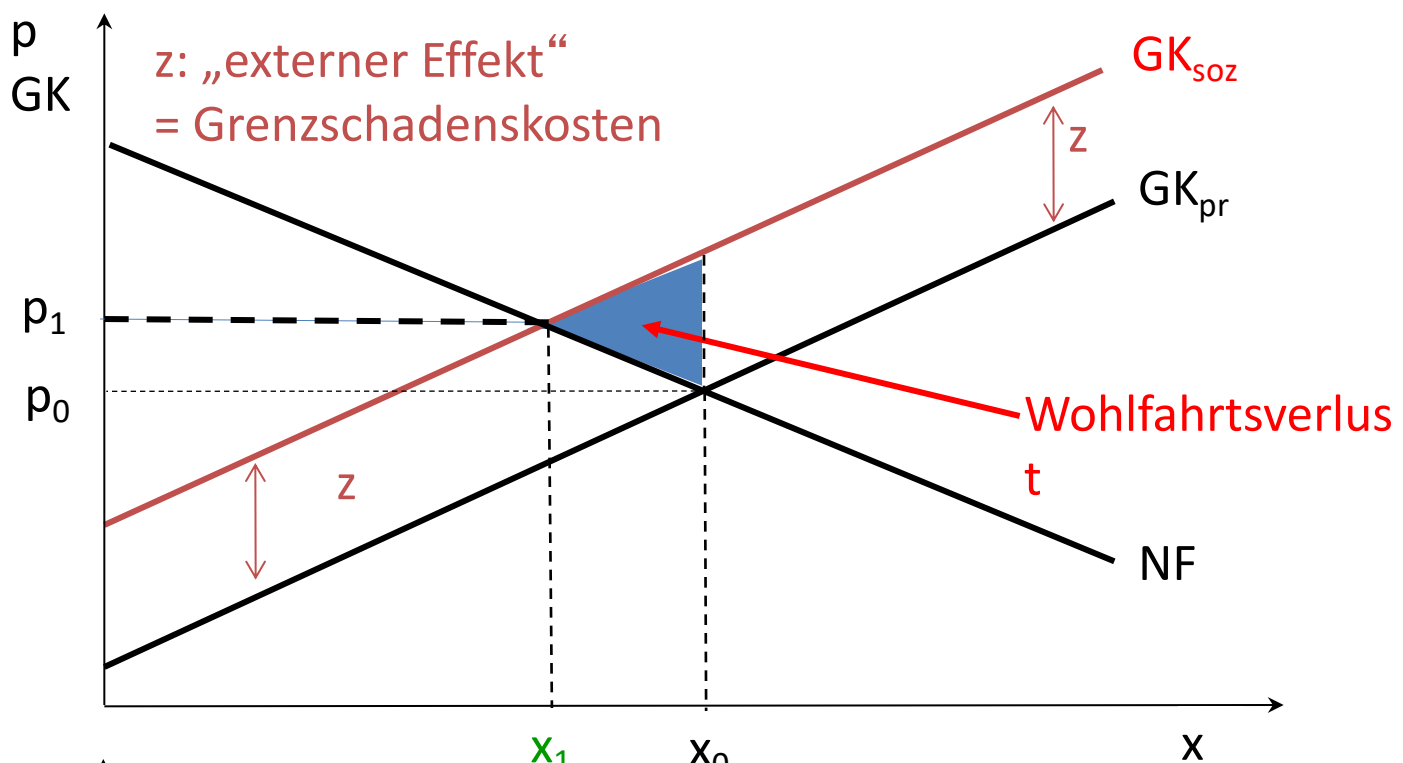 p
GK
z: „externer Effekt“
= Grenzschadenskosten
GKsoz
z
GKpr
p1
p0
Wohlfahrtsverlus
t
z
NF
x1
x0
x